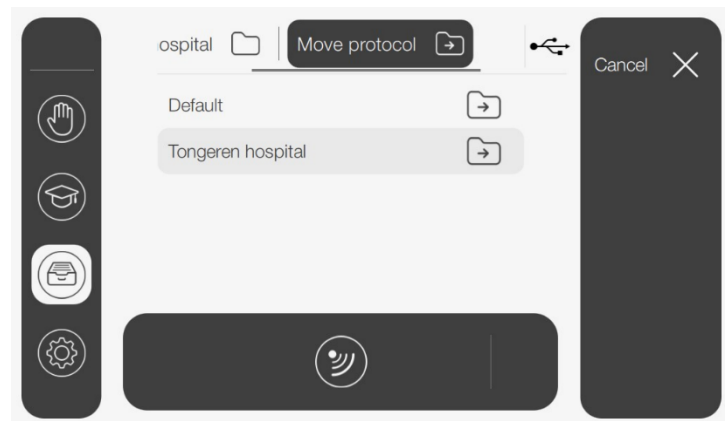 ospital
Move protocol
Cancel
Default
Tongeren hospital